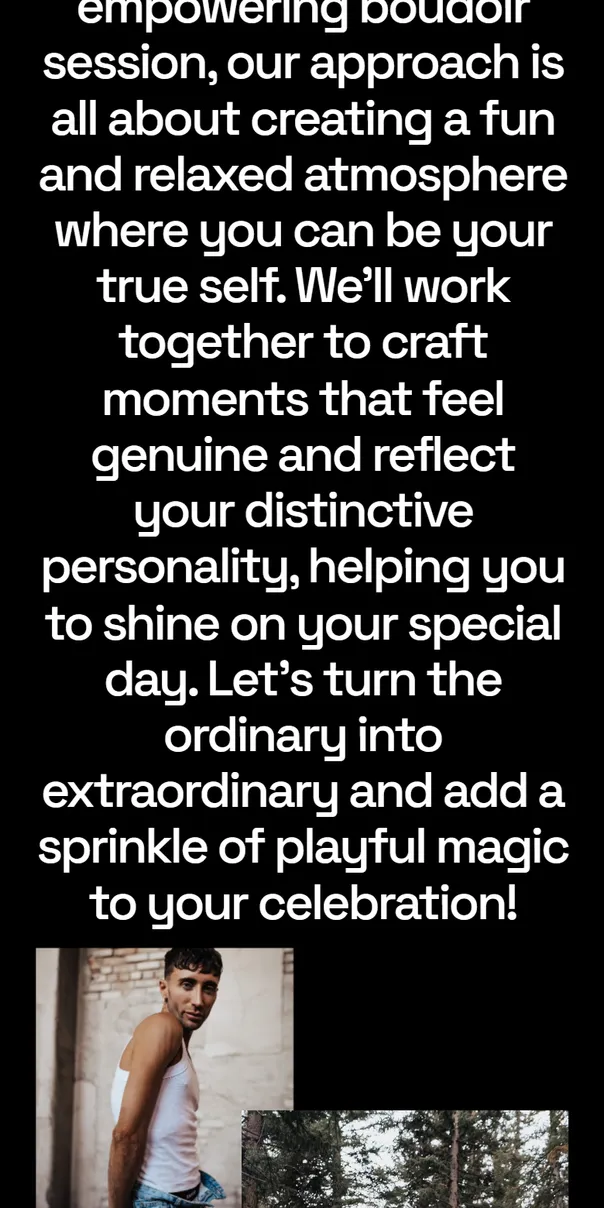 empowering boudoir
session, our approach is
all about creating a fun
and relaxed atmosphere
where you can be your
true self. We’ll work
together to craft
moments that feel
genuine and reflect
your distinctive
personality, helping you
to shine on your special
day. Let’s turn the
ordinary into
extraordinary and add a
sprinkle of playful magic
to your celebration!